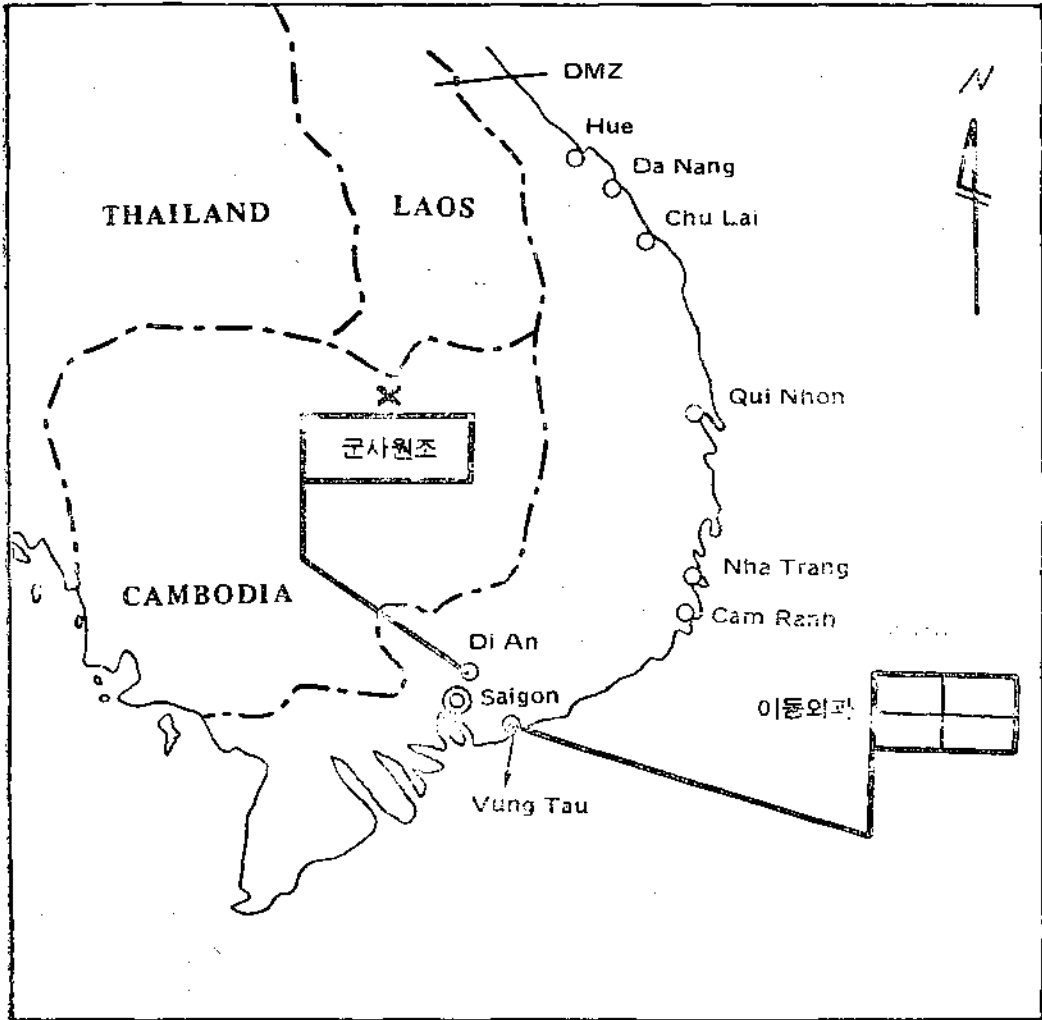 DMZ
N
Hue
Da Nang
Chu Lai
THAILAND
LAOS
Qui Nhon
군사원조
Nha Trang
CAMBODIA
Cam Ranh
Di An
Saigon
이동외과
Vung Tau